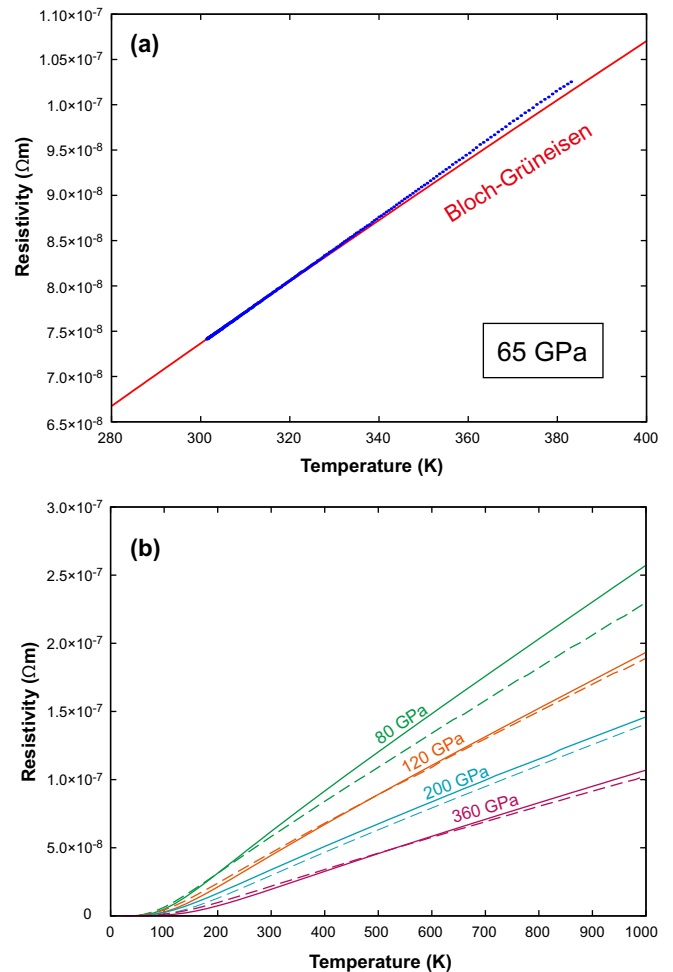 (a)
1.10×10⁻⁷
1.05×10⁻⁷
1.0×10⁻⁷
9.5×10⁻⁸
9.0×10⁻⁸
8.5×10⁻⁸
8.0×10⁻⁸
7.5×10⁻⁸
7.0×10⁻⁸
6.5×10⁻⁸
Resistivity (Ωm)
Bloch-Grüneisen
65 GPa
280 300 320 340 360 380 400
Temperature (K)
(b)
3.0×10⁻⁷
2.5×10⁻⁷
2.0×10⁻⁷
1.5×10⁻⁷
1.0×10⁻⁷
5.0×10⁻⁸
0
Resistivity (Ωm)
80 GPa
120 GPa
200 GPa
360 GPa
0 100 200 300 400 500 600 700 800 900 1000
Temperature (K)